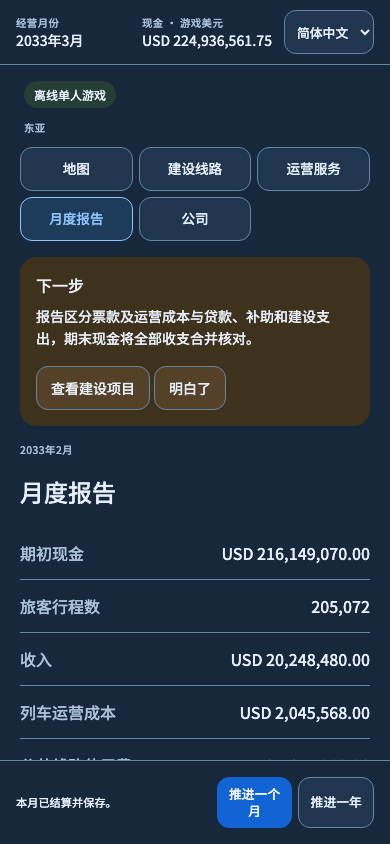 经营月份
2033年3月
现金 · 游戏美元
USD 224,936,561.75
简体中文
离线单人游戏
东亚
地图
建设线路
运营服务
月度报告
公司
下一步
报告区分票款及运营成本与贷款、补助和建设支
出，期末现金将全部收支合并核对。
查看建设项目
明白了
2033年2月
月度报告
期初现金
USD 216,149,070.00
旅客行程数
205,072
收入
USD 20,248,480.00
列车运营成本
USD 2,045,568.00
本月已结算并保存。
推进一个
月
推进一年